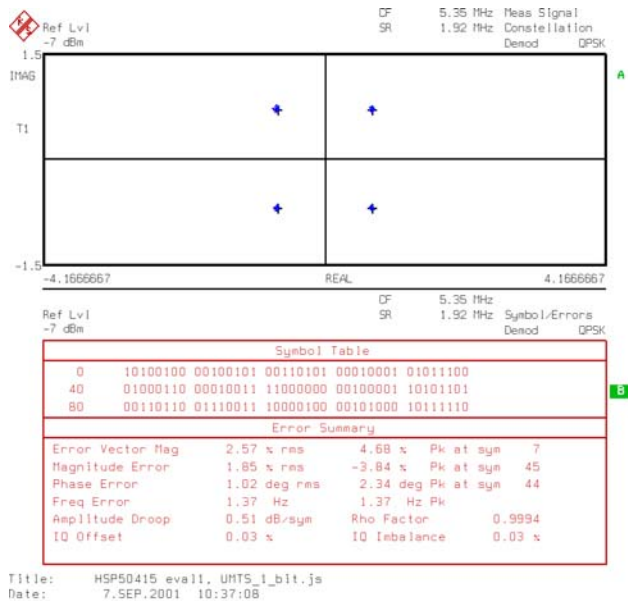 CF 5.35 MHz Meas Signal
Ref Lvl SR 1.92 MHz Constellation
-7 dBm Demod QPSK
1.5
IMAG
A
T1
-1.5
-4.1666667 REAL 4.1666667
CF 5.35 MHz
Ref Lvl SR 1.92 MHz Symbol/Errors
-7 dBm Demod QPSK
Symbol Table
0 10100100 00100101 00110101 00010001 01011100
40 01000110 00010011 11000000 00100001 10101101
B
80 00110110 01110011 10000100 00101000 10111110
Error Summary
Error Vector Mag 2.57 % rms 4.68 % Pk at sym 7
Magnitude Error 1.85 % rms -3.84 % Pk at sym 45
Phase Error 1.02 deg rms 2.34 deg Pk at sym 44
Freq Error 1.37 Hz 1.37 Hz Pk
Amplitude Droop 0.51 dB/sym Rho Factor 0.9994
IQ Offset 0.03 % IQ Imbalance 0.03 %
Title: HSP50415 eval1, UMTS_1_bit.js
Date: 7.SEP.2001 10:37:08